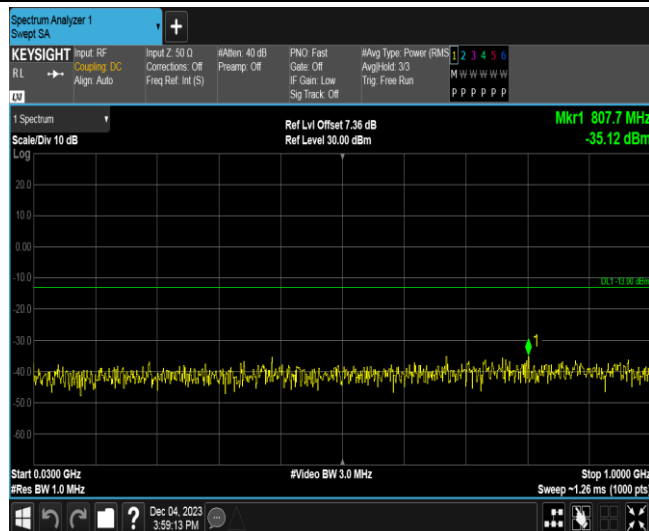 Spectrum Analyzer 1
Swept SA
+
KEYSIGHT
RL
LXI
Input: RF
Coupling: DC
Align: Auto
Input Z: 50 Ω
Corrections: Off
Freq Ref: Int (S)
#Atten: 40 dB
Preamp: Off
PNO: Fast
Gate: Off
IF Gain: Low
Sig Track: Off
#Avg Type: Power (RMS
Avg|Hold: 3/3
Trig: Free Run
1 2 3 4 5 6
M W W W W W
P P P P P P
1 Spectrum
Scale/Div 10 dB
Log
Ref Lvl Offset 7.36 dB
Ref Level 30.00 dBm
Mkr1 807.7 MHz
-35.12 dBm
20.0
10.0
0.00
-10.0
DL1 -13.00 dBm
-20.0
-30.0
1
-40.0
-50.0
-60.0
Start 0.0300 GHz
#Res BW 1.0 MHz
#Video BW 3.0 MHz
Stop 1.0000 GHz
Sweep ~1.26 ms (1000 pts)
?
Dec 04, 2023
3:59:13 PM